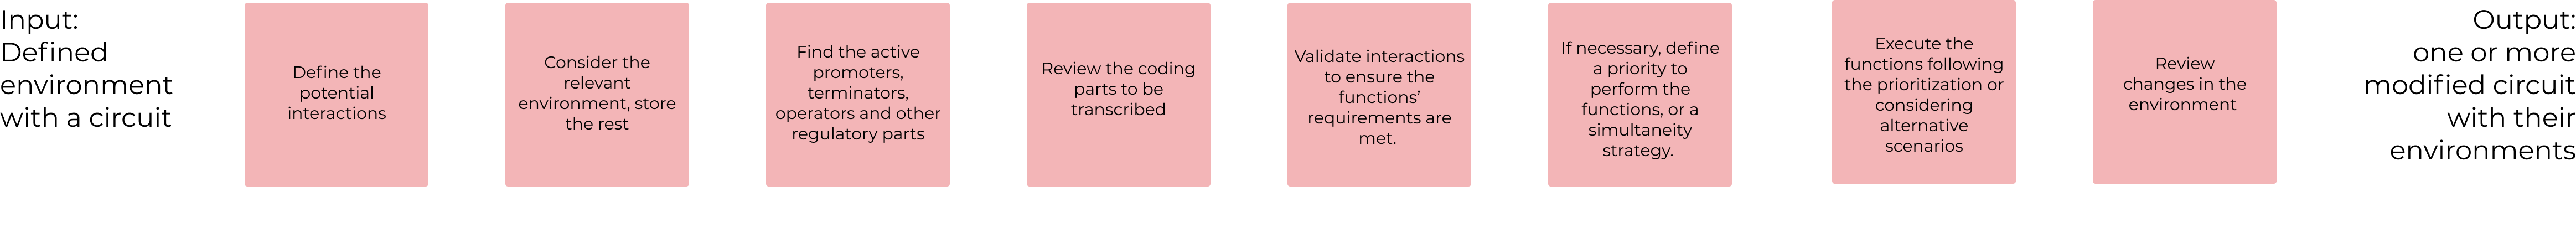 Input:
Defined
environment
with a circuit
Define the
potential
interactions
Consider the
relevant
environment, store
the rest
Find the active
promoters,
terminators,
operators and other
regulatory parts
Review the coding
parts to be
transcribed
Validate interactions
to ensure the
functions’
requirements are
met.
If necessary, define
a priority to
perform the
functions, or a
simultaneity
strategy.
Execute the
functions following
the prioritization or
considering
alternative
scenarios
Review
changes in the
environment
Output:
one or more
modified circuit
with their
environments